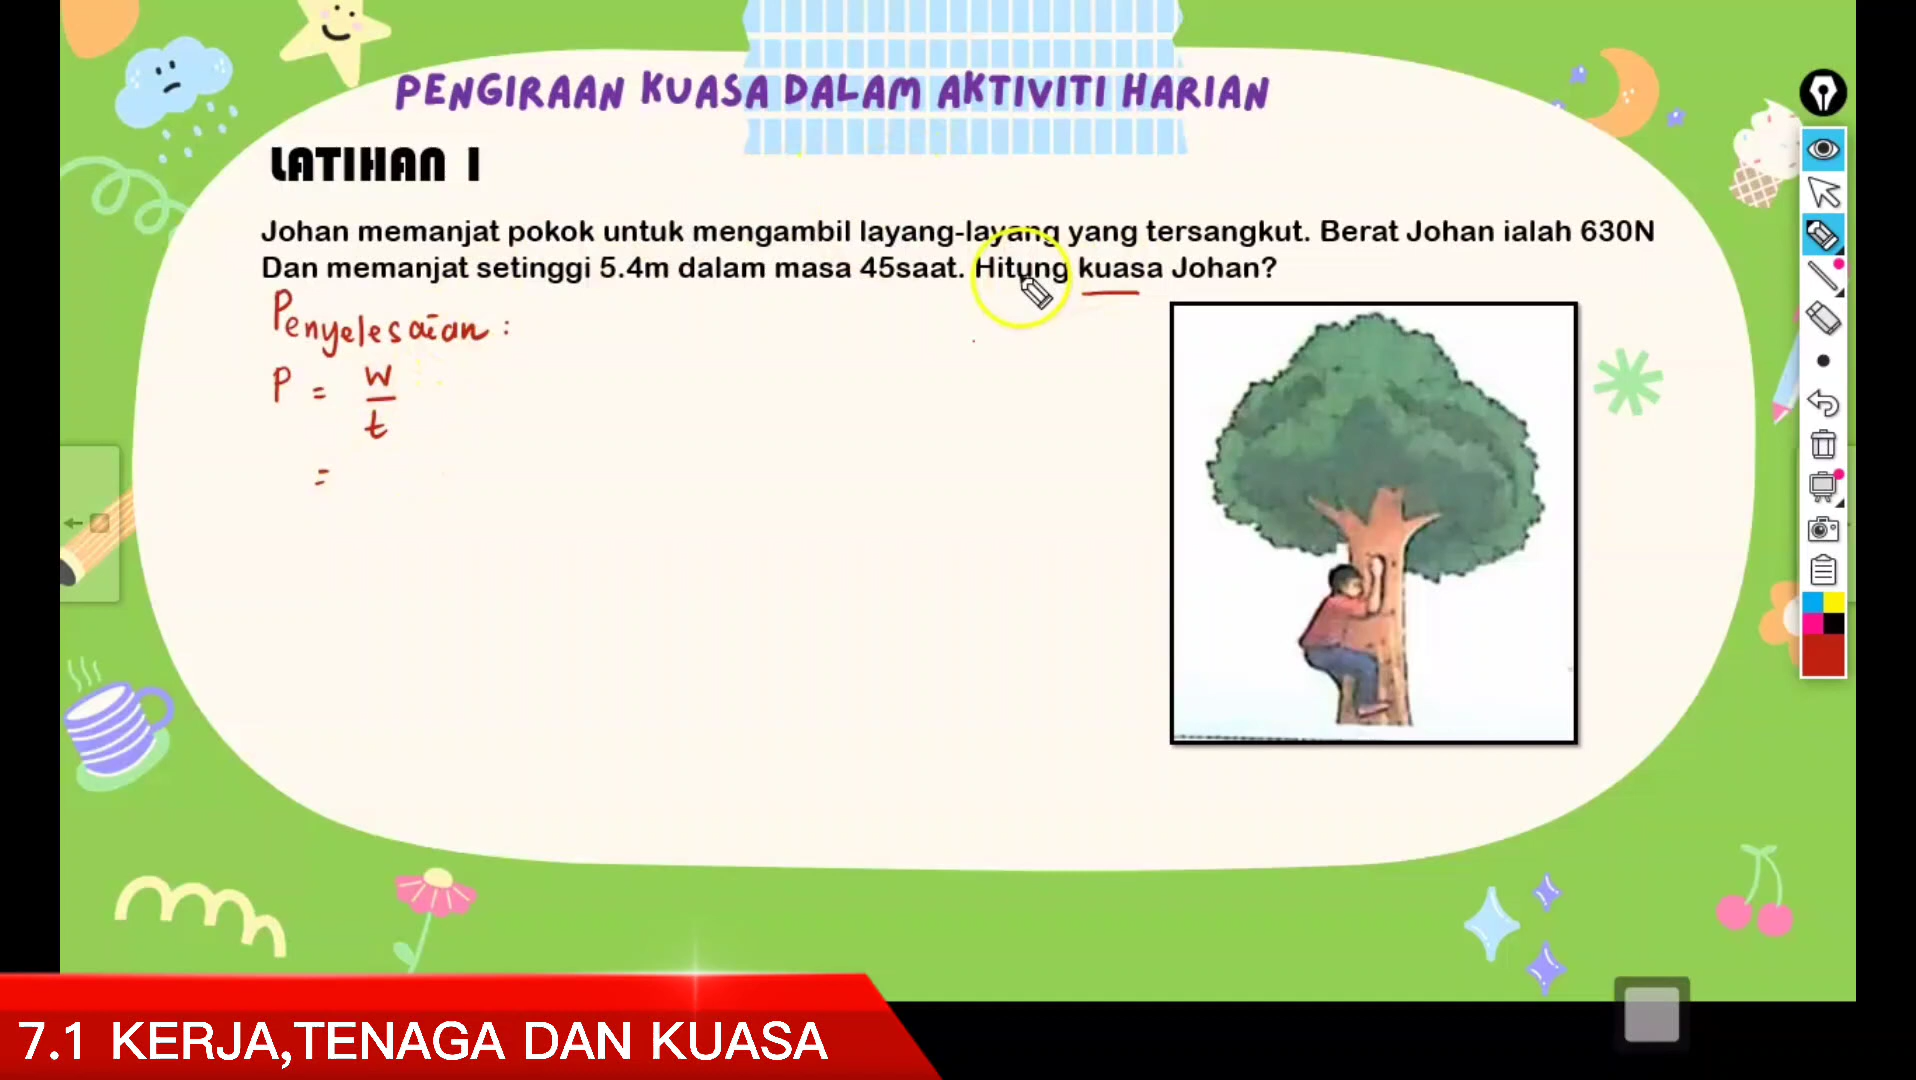 PENGIRAAN KUASA DALAM AKTIVITI HARIAN
LATIHAN 1
Johan memanjat pokok untuk mengambil layang-layang yang tersangkut. Berat Johan ialah 630N
Dan memanjat setinggi 5.4m dalam masa 45saat. Hitung kuasa Johan?
Penyelesaian :
P = W
t
=
7.1 KERJA,TENAGA DAN KUASA